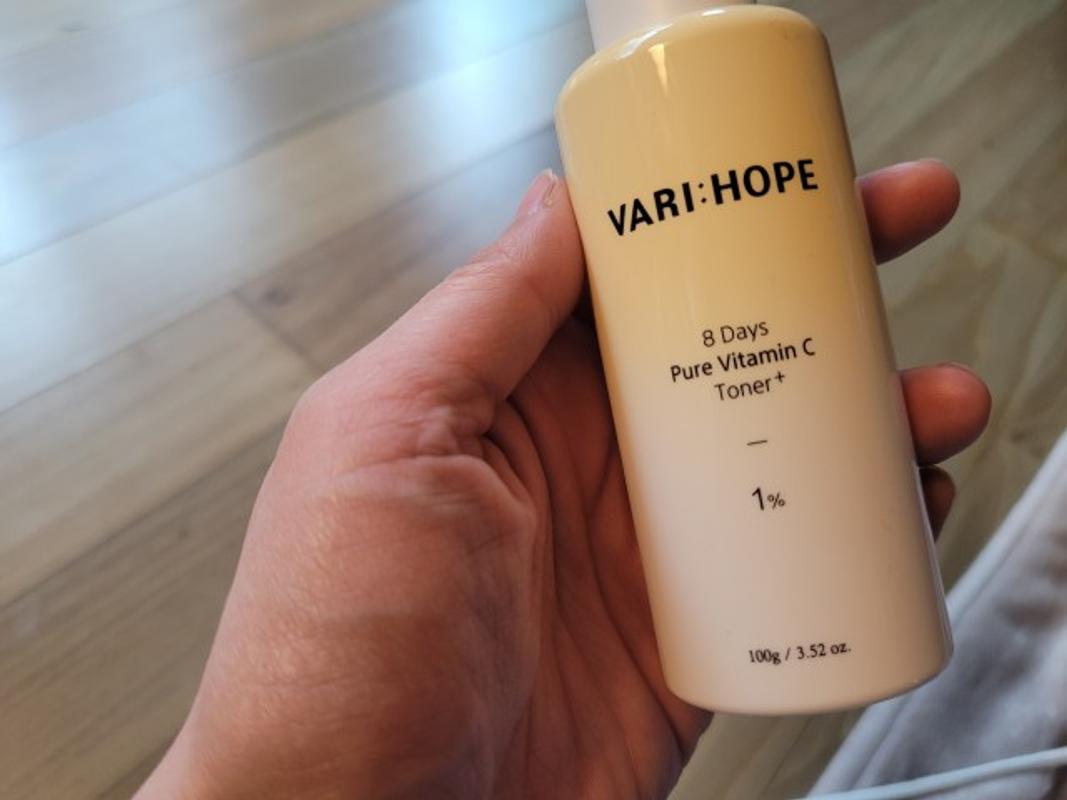 VARI:HOPE
8 Days
Pure Vitamin C
Toner+
1%
100g / 3.52 oz.